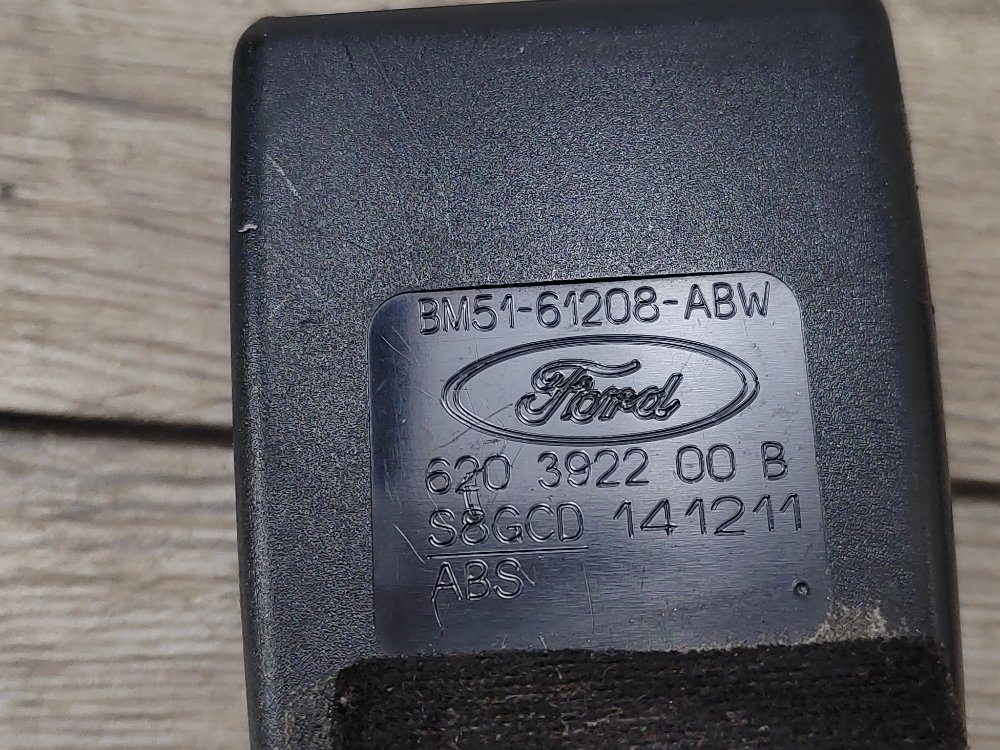 BM51-61208-ABW
Ford
620 3922 00 B
S8GCD 141211
ABS